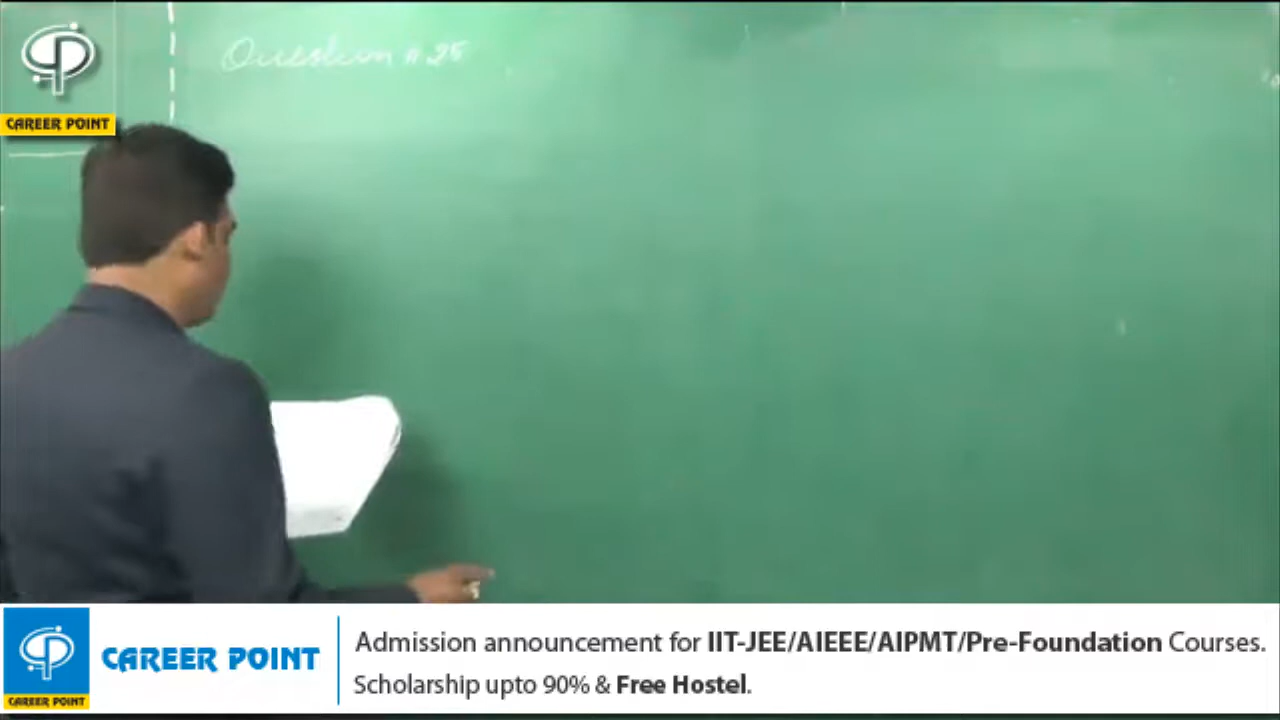 Question # 25
CAREER POINT
CAREER POINT
CAREER POINT
Admission announcement for IIT-JEE/AIEEE/AIPMT/Pre-Foundation Courses.
Scholarship upto 90% & Free Hostel.